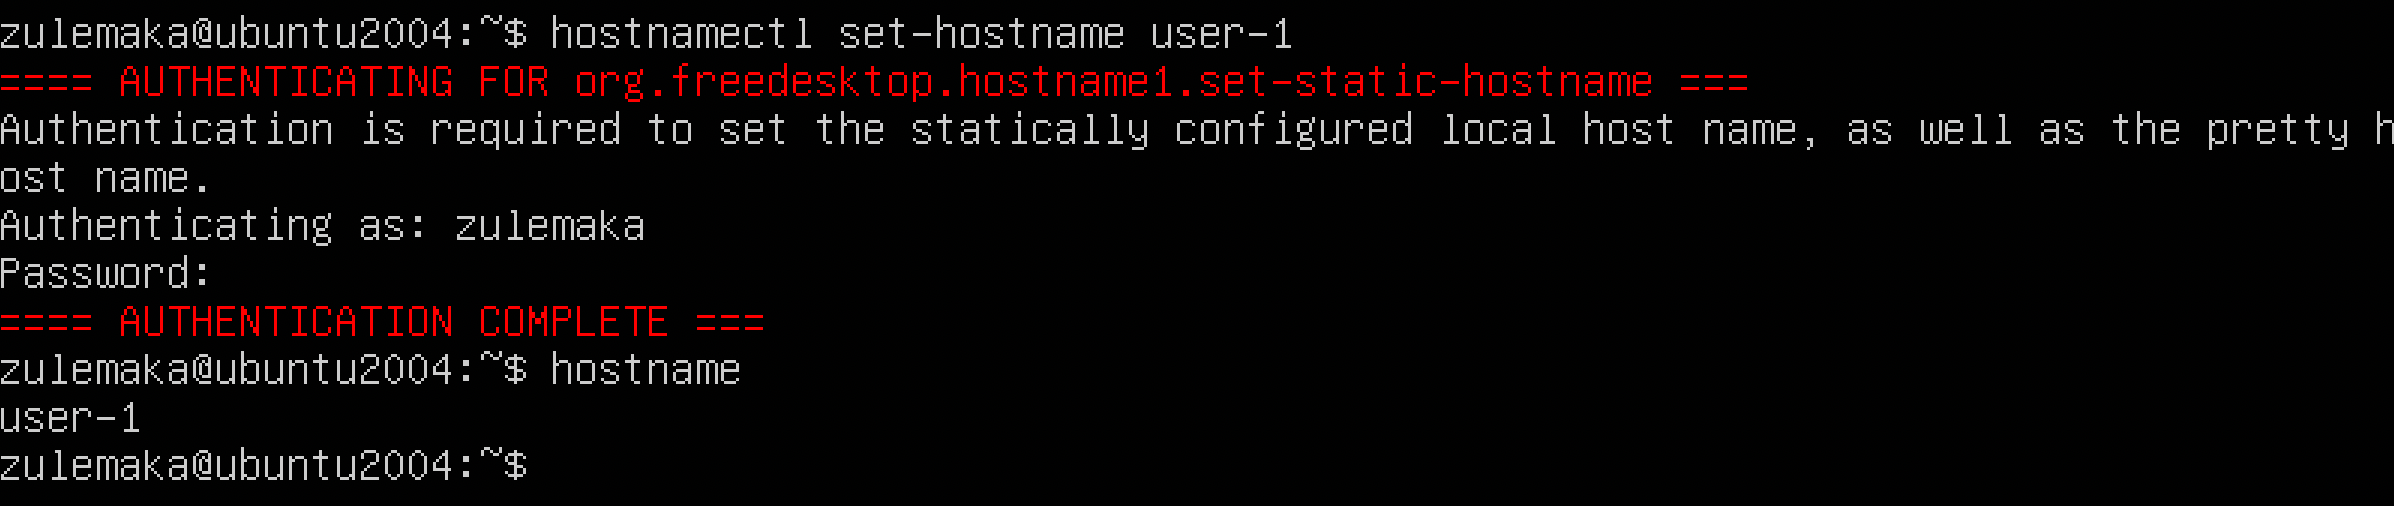 zulemaka@ubuntu2004:~$ hostnamectl set-hostname user-1
==== AUTHENTICATING FOR org.freedesktop.hostname1.set-static-hostname ===
Authentication is required to set the statically configured local host name, as well as the pretty h
ost name.
Authenticating as: zulemaka
Password:
==== AUTHENTICATION COMPLETE ===
zulemaka@ubuntu2004:~$ hostname
user-1
zulemaka@ubuntu2004:~$